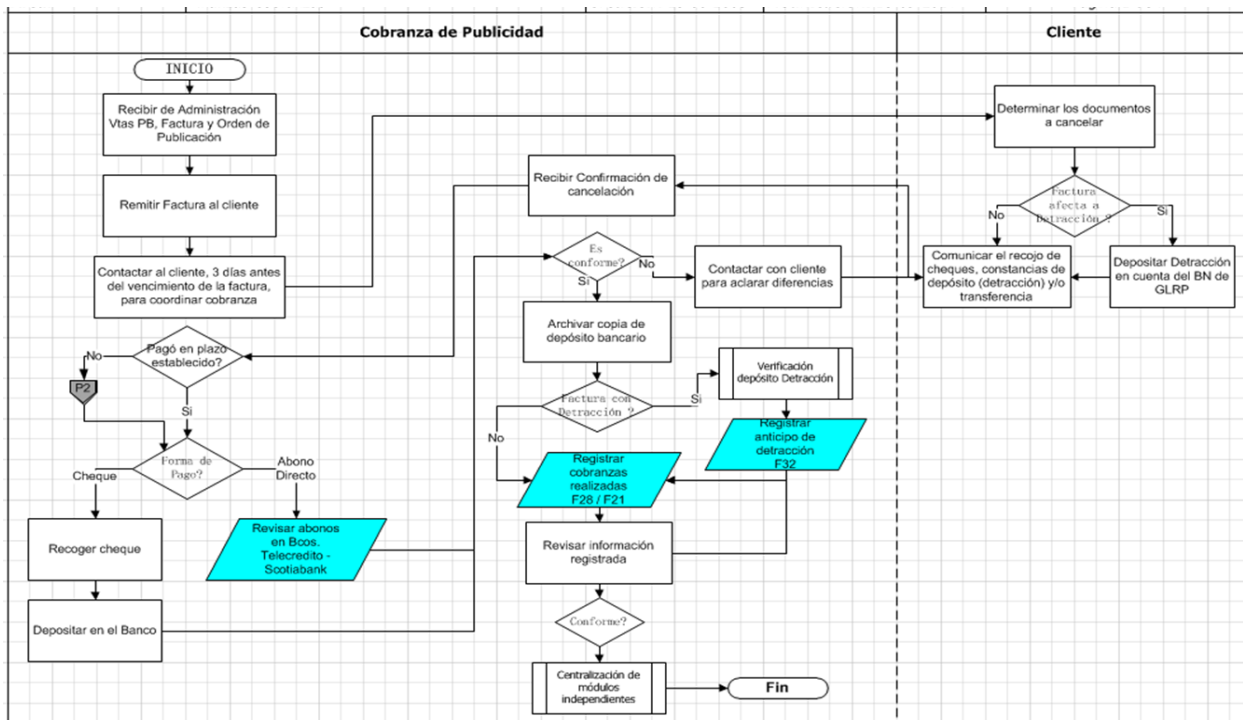 Cobranza de Publicidad
Cliente
INICIO
Recibir de Administración
Vtas PB, Factura y Orden de
Publicación
Remitir Factura al cliente
Contactar al cliente, 3 días antes
del vencimiento de la factura,
para coordinar cobranza
Pagó en plazo
establecido?
No
P2
Si
Forma de
Pago?
Cheque
Abono
Directo
Recoger cheque
Revisar abonos
en Bcos.
Telecredito -
Scotiabank
Depositar en el Banco
Recibir Confirmación de
cancelación
Es
conforme?
No
Si
Contactar con cliente
para aclarar diferencias
Archivar copia de
depósito bancario
Factura con
Detracción ?
Si
No
Verificación
depósito Detracción
Registrar
anticipo de
detracción
F32
Registrar
cobranzas
realizadas
F28 / F21
Revisar información
registrada
Conforme?
Centralización de
módulos
independientes
Fin
Determinar los documentos
a cancelar
Factura
afecta a
Detracción ?
No
Si
Comunicar el recojo de
cheques, constancias de
depósito (detracción) y/o
transferencia
Depositar Detracción
en cuenta del BN de
GLRP